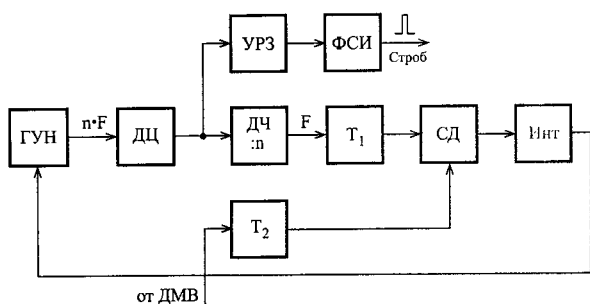 УРЗ
ФСИ
Строб
ГУН
n•F
ДЦ
ДЧ
:n
F
T₁
СД
Инт
T₂
от ДМВ